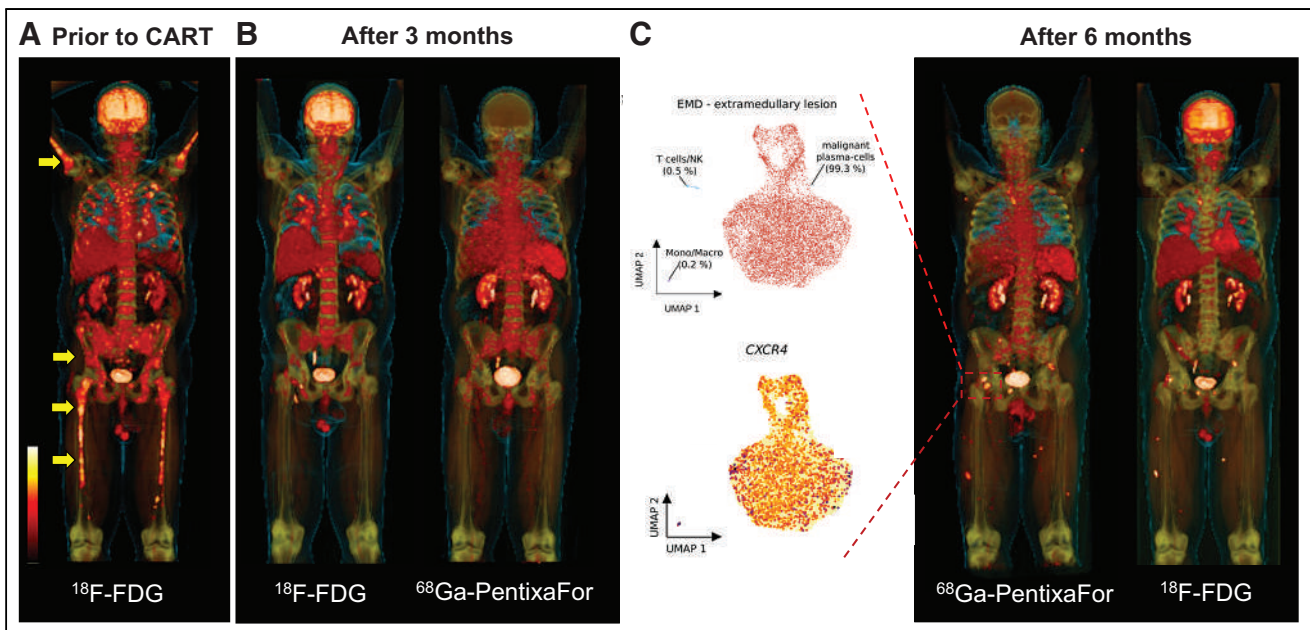 A Prior to CART
B After 3 months
C After 6 months
EMD - extramedullary lesion
T cells/NK
(0.5 %)
malignant
plasma-cells
(99.3 %)
Mono/Macro
(0.2 %)
UMAP 2
UMAP 1
CXCR4
UMAP 2
UMAP 1
¹⁸F-FDG
¹⁸F-FDG
⁶⁸Ga-PentixaFor
⁶⁸Ga-PentixaFor
¹⁸F-FDG